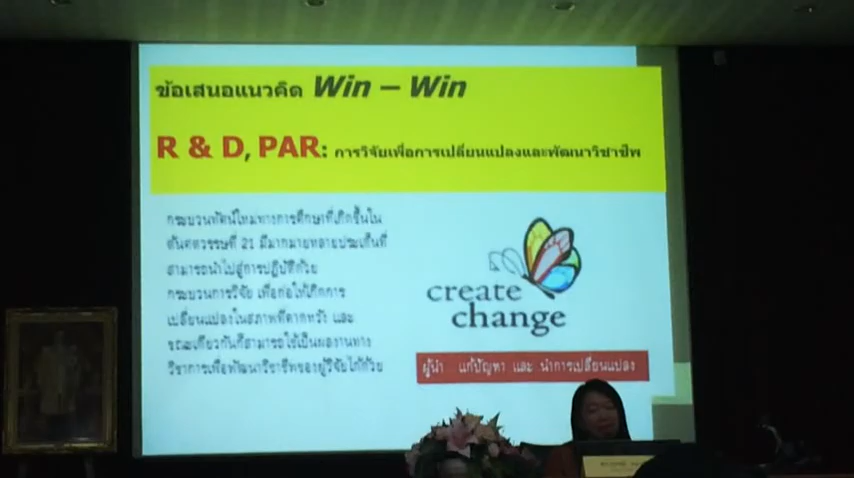 ข้อเสนอแนวคิด Win – Win
R & D, PAR: การวิจัยเพื่อการเปลี่ยนแปลงและพัฒนาวิชาชีพ
กระบวนทัศน์ใหม่ทางการศึกษาที่เกิดขึ้นใน
ต้นศตวรรษที่ 21 มีมากมายหลายประเด็นที่
สามารถนำไปสู่การปฏิบัติด้วย
กระบวนการวิจัย เพื่อก่อให้เกิดการ
เปลี่ยนแปลงในสภาพที่คาดหวัง และ
ขณะเดียวกันก็สามารถใช้เป็นผลงานทาง
วิชาการเพื่อพัฒนาวิชาชีพของผู้วิจัยได้ด้วย
create
change
ผู้นำ แก้ปัญหา และ นำการเปลี่ยนแปลง